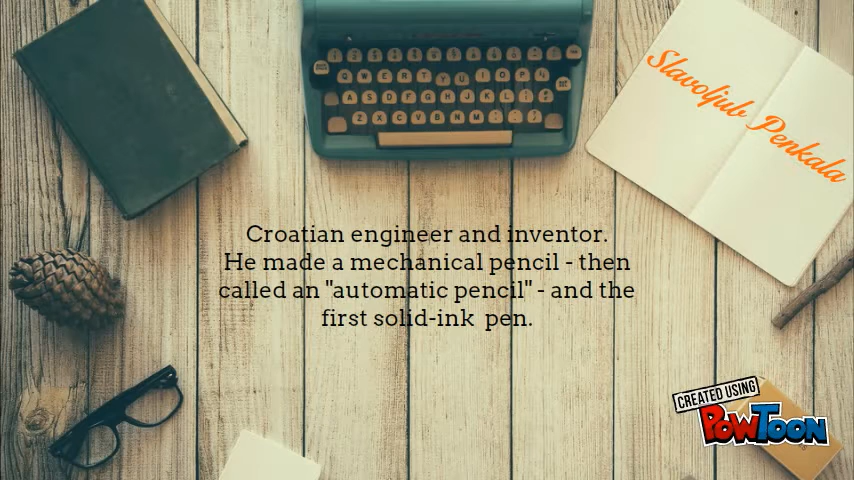 Slavoljub Penkala
Croatian engineer and inventor.
He made a mechanical pencil - then
called an "automatic pencil" - and the
first solid-ink pen.
CREATED USING
PowToon